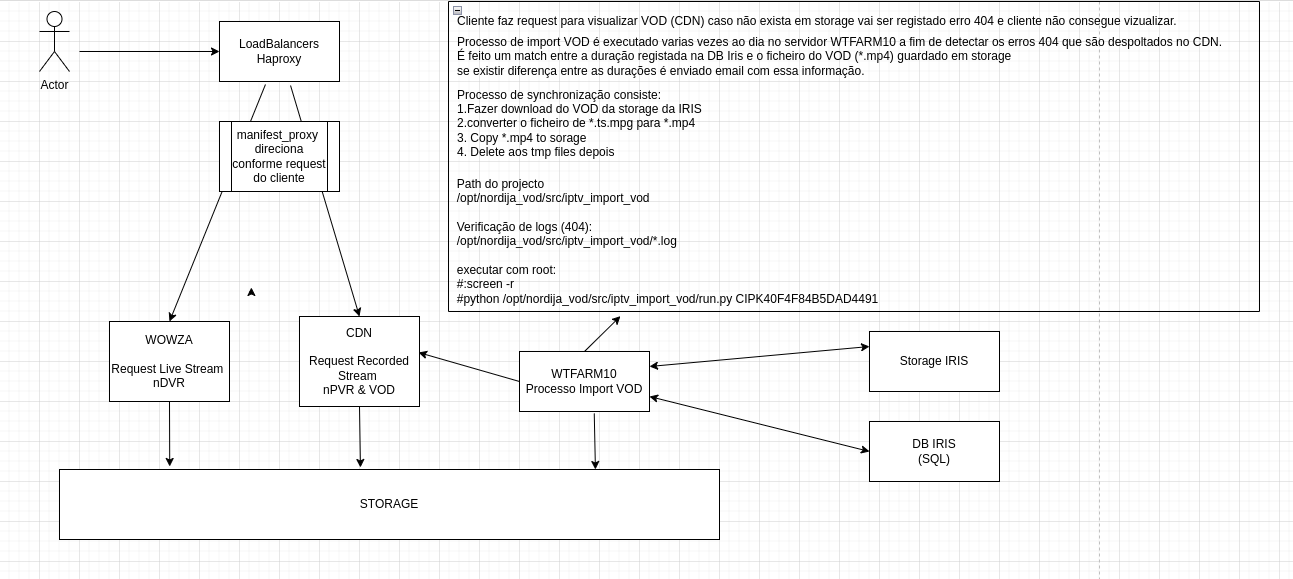 Actor
LoadBalancers
Haproxy
manifest_proxy
direciona
conforme request
do cliente
Cliente faz request para visualizar VOD (CDN) caso não exista em storage vai ser registado erro 404 e cliente não consegue vizualizar.
Processo de import VOD é executado varias vezes ao dia no servidor WTFARM10 a fim de detectar os erros 404 que são despoltados no CDN.
É feito um match entre a duração registada na DB Iris e o ficheiro do VOD (*.mp4) guardado em storage
se existir diferença entre as durações é enviado email com essa informação.
Processo de synchronização consiste:
1.Fazer download do VOD da storage da IRIS
2.converter o ficheiro de *.ts.mpg para *.mp4
3. Copy *.mp4 to sorage
4. Delete aos tmp files depois
Path do projecto
/opt/nordija_vod/src/iptv_import_vod
Verificação de logs (404):
/opt/nordija_vod/src/iptv_import_vod/*.log
executar com root:
#:screen -r
#python /opt/nordija_vod/src/iptv_import_vod/run.py CIPK40F4F84B5DAD4491
WOWZA
Request Live Stream
nDVR
CDN
Request Recorded
Stream
nPVR & VOD
WTFARM10
Processo Import VOD
Storage IRIS
DB IRIS
(SQL)
STORAGE